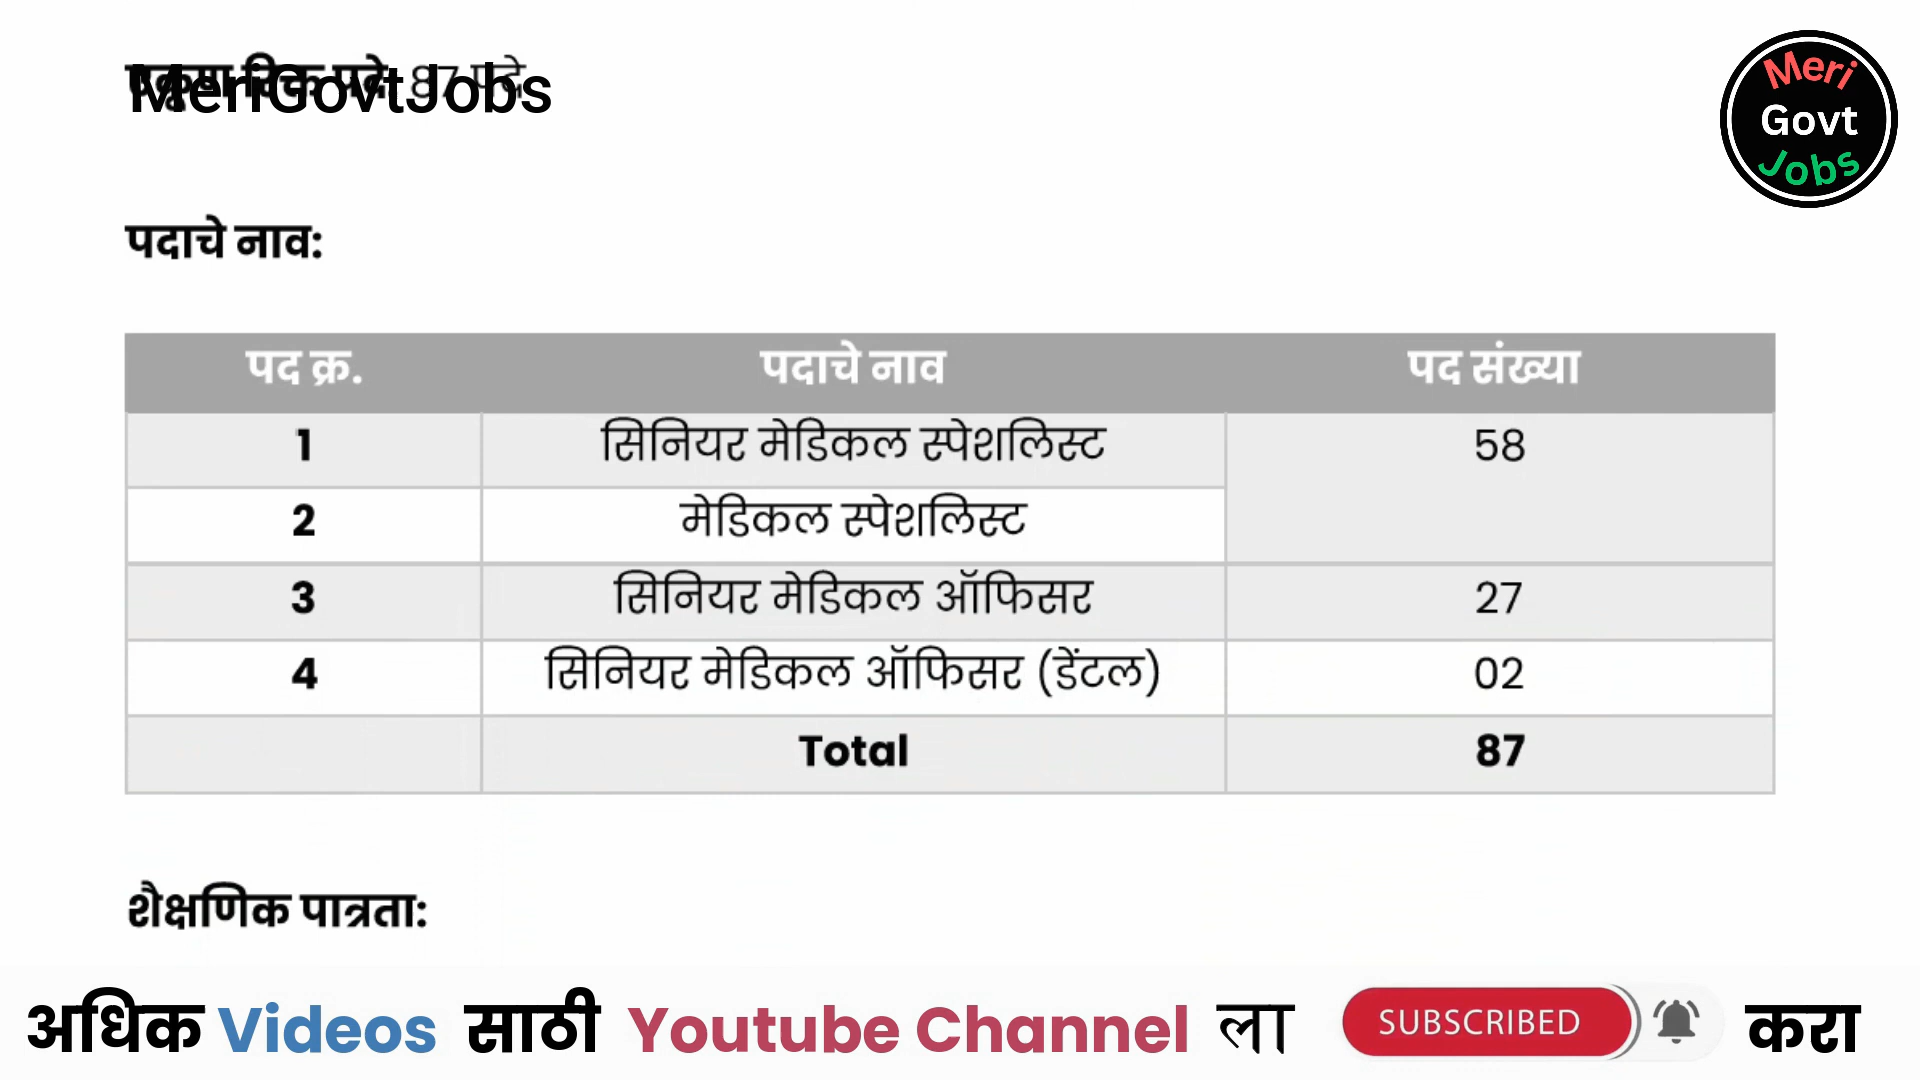 MeriGovtJobs
87 पदे
Meri
Govt
Jobs
पदाचे नाव:
पद क्र. पदाचे नाव पद संख्या
1 सिनियर मेडिकल स्पेशलिस्ट 58
2 मेडिकल स्पेशलिस्ट
3 सिनियर मेडिकल ऑफिसर 27
4 सिनियर मेडिकल ऑफिसर (डेंटल) 02
Total 87
शैक्षणिक पात्रता:
अधिक Videos साठी Youtube Channel ला SUBSCRIBED करा